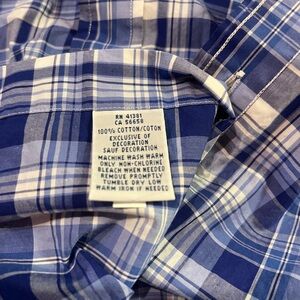 RN 41381
CA 56656
100% COTTON/COTON
EXCLUSIVE OF
DECORATION
SAUF DECORATION
MACHINE WASH WARM
ONLY NON-CHLORINE
BLEACH WHEN NEEDED
REMOVE PROMPTLY
TUMBLE DRY LOW
WARM IRON IF NEEDED